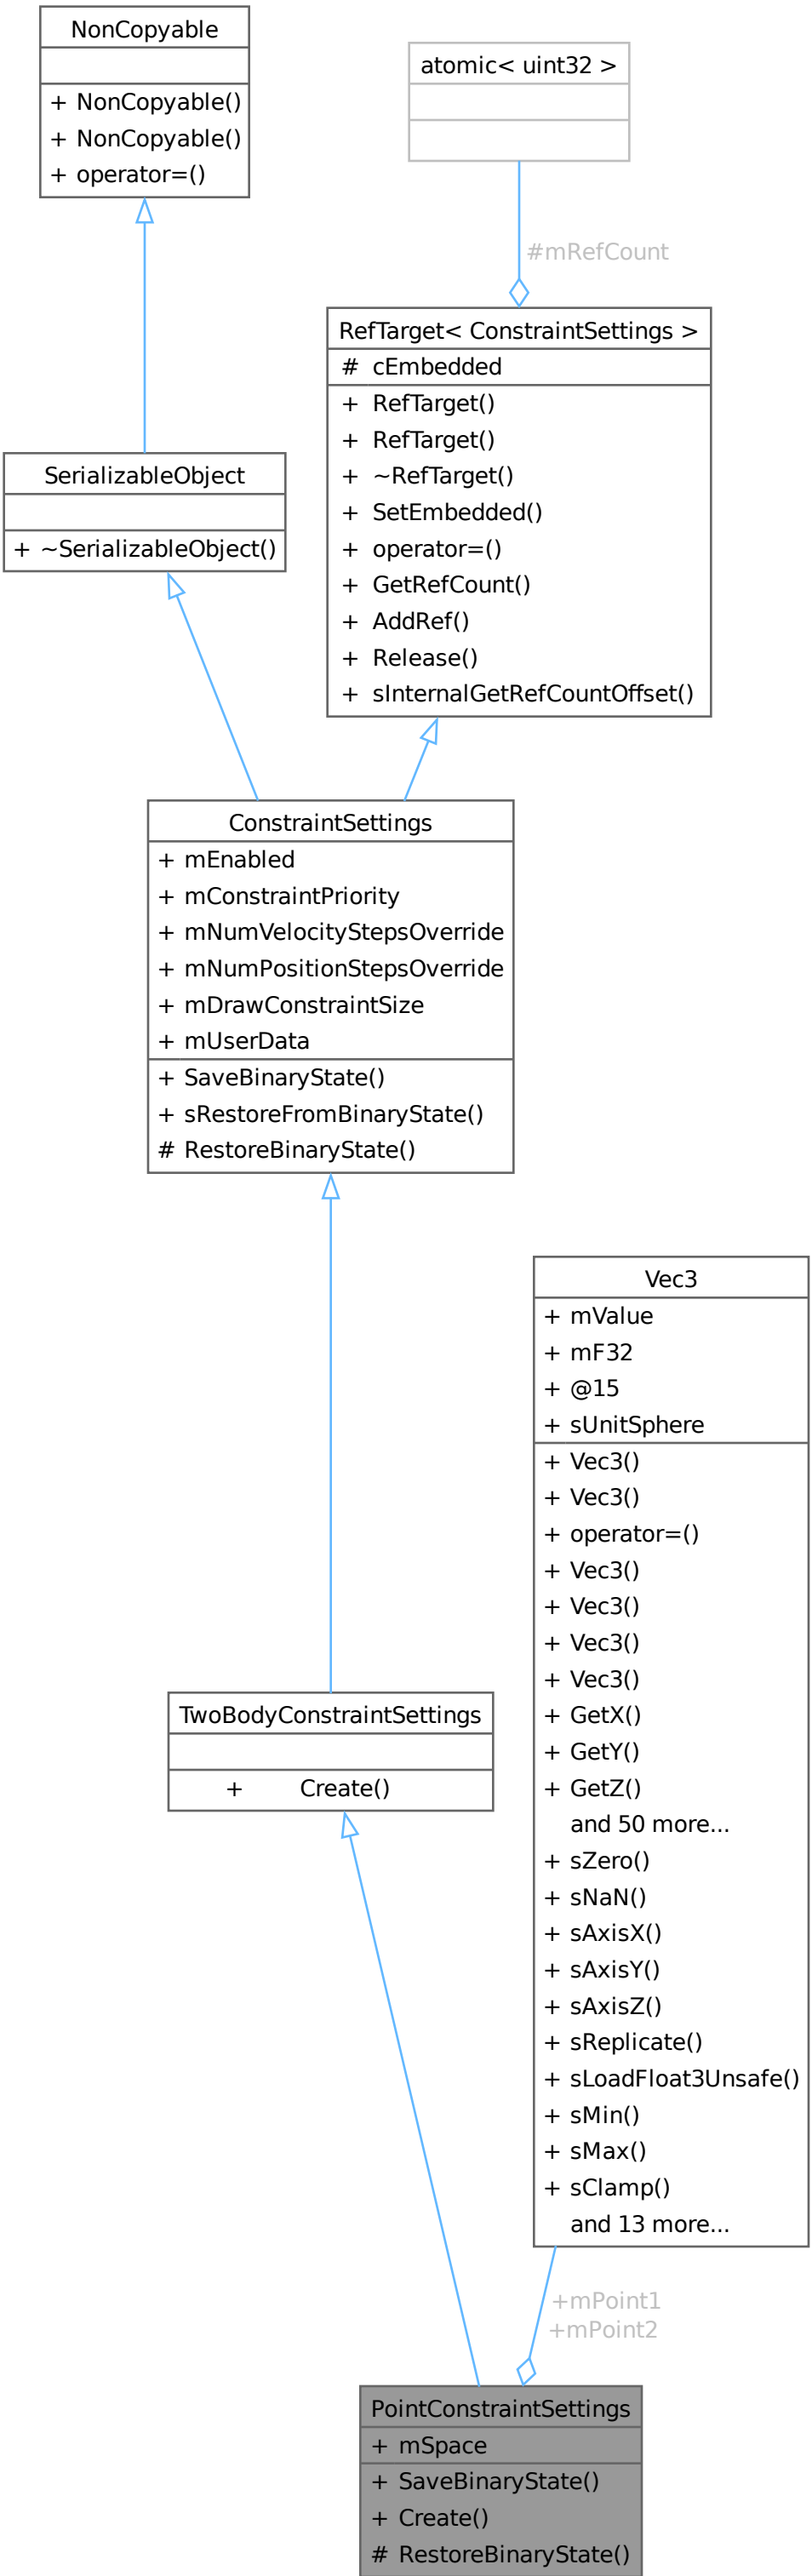 NonCopyable
+ NonCopyable()
+ NonCopyable()
+ operator=()
atomic< uint32 >
#mRefCount
RefTarget< ConstraintSettings >
# cEmbedded
+ RefTarget()
+ RefTarget()
+ ~RefTarget()
+ SetEmbedded()
+ operator=()
+ GetRefCount()
+ AddRef()
+ Release()
+ sInternalGetRefCountOffset()
SerializableObject
+ ~SerializableObject()
ConstraintSettings
+ mEnabled
+ mConstraintPriority
+ mNumVelocityStepsOverride
+ mNumPositionStepsOverride
+ mDrawConstraintSize
+ mUserData
+ SaveBinaryState()
+ sRestoreFromBinaryState()
# RestoreBinaryState()
Vec3
+ mValue
+ mF32
+ @15
+ sUnitSphere
+ Vec3()
+ Vec3()
+ operator=()
+ Vec3()
+ Vec3()
+ Vec3()
+ Vec3()
+ GetX()
+ GetY()
+ GetZ()
and 50 more...
+ sZero()
+ sNaN()
+ sAxisX()
+ sAxisY()
+ sAxisZ()
+ sReplicate()
+ sLoadFloat3Unsafe()
+ sMin()
+ sMax()
+ sClamp()
and 13 more...
TwoBodyConstraintSettings
+ Create()
+mPoint1
+mPoint2
PointConstraintSettings
+ mSpace
+ SaveBinaryState()
+ Create()
# RestoreBinaryState()